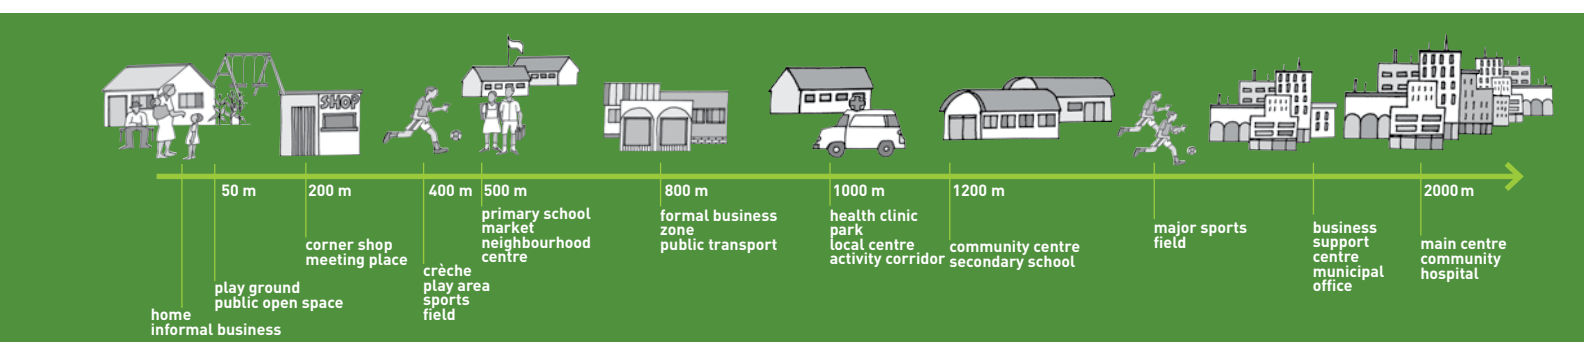 SHOP
50 m
200 m
400 m
500 m
800 m
1000 m
1200 m
2000 m
home
informal business
play ground
public open space
corner shop
meeting place
crèche
play area
sports
field
primary school
market
neighbourhood
centre
formal business
zone
public transport
health clinic
park
local centre
activity corridor
community centre
secondary school
major sports
field
business
support
centre
municipal
office
main centre
community
hospital